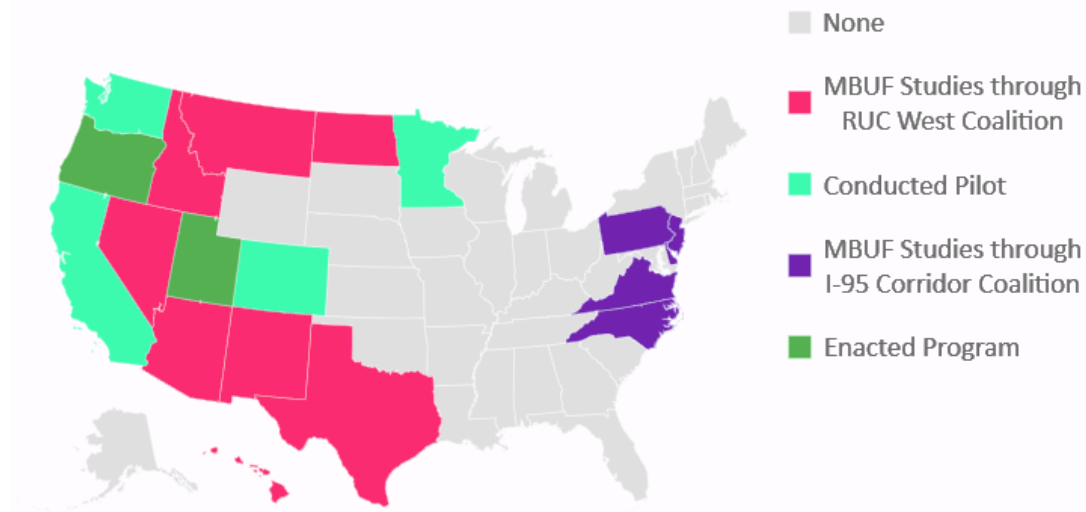 None
MBUF Studies through
RUC West Coalition
Conducted Pilot
MBUF Studies through
I-95 Corridor Coalition
Enacted Program